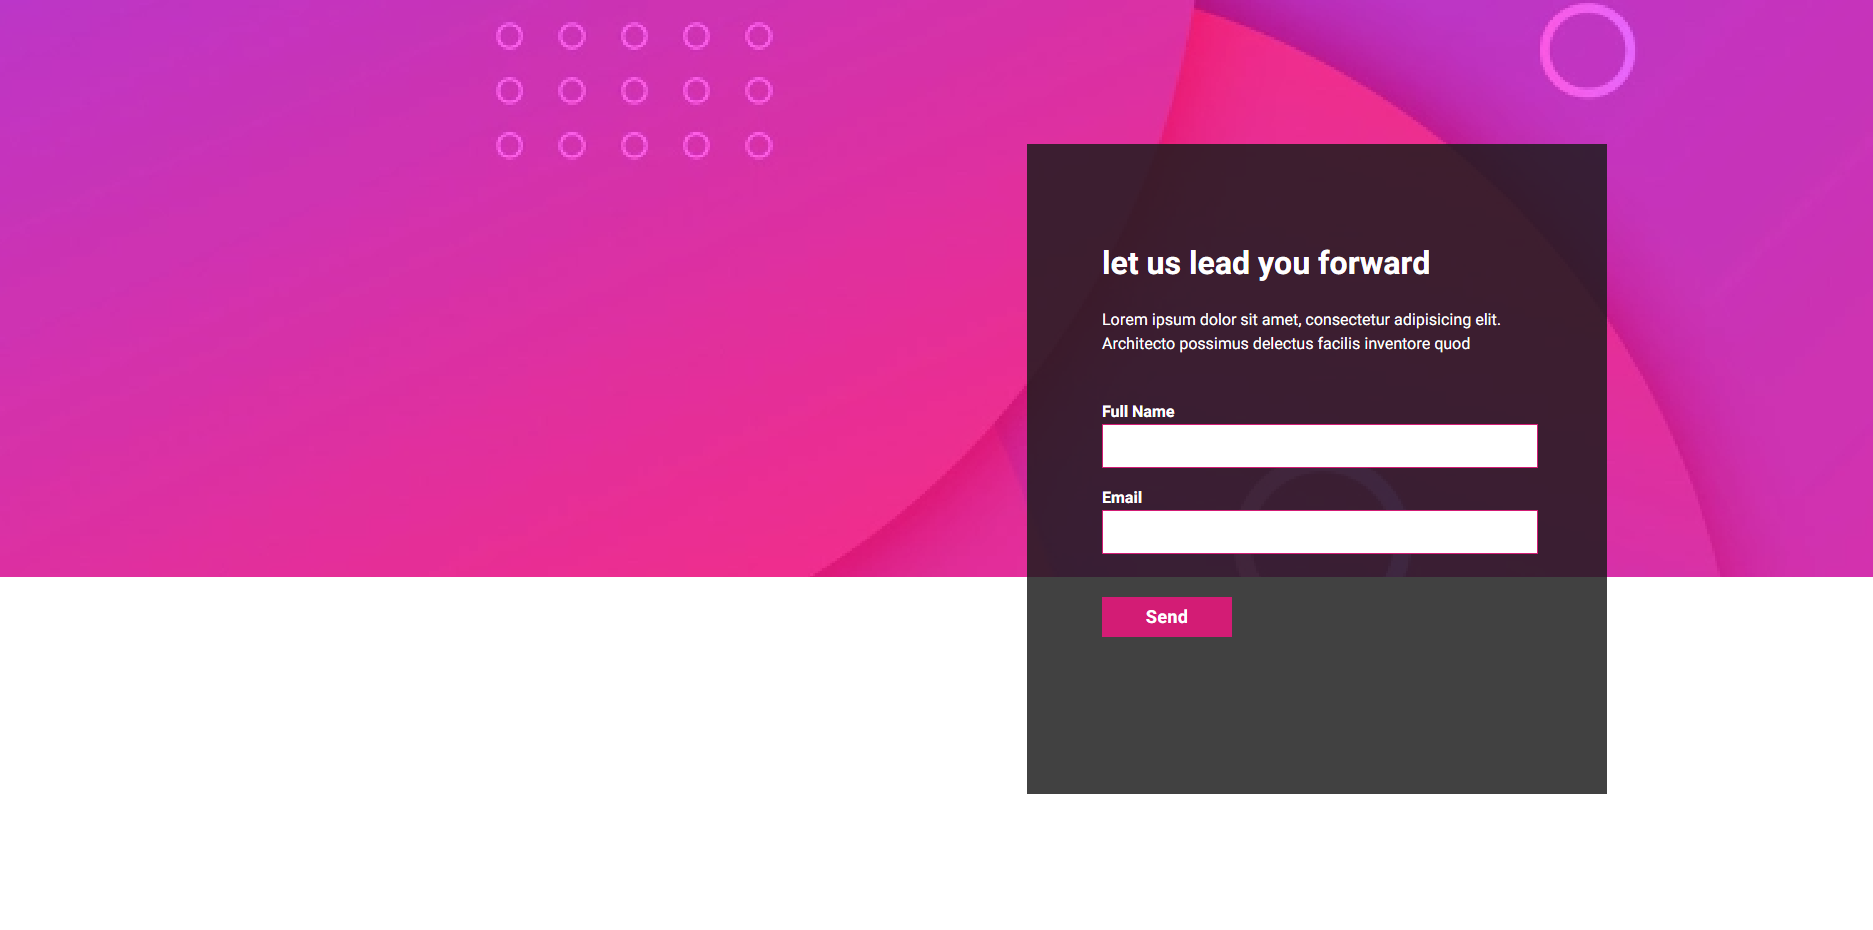 let us lead you forward
Lorem ipsum dolor sit amet, consectetur adipisicing elit.
Architecto possimus delectus facilis inventore quod
Full Name
Email
Send